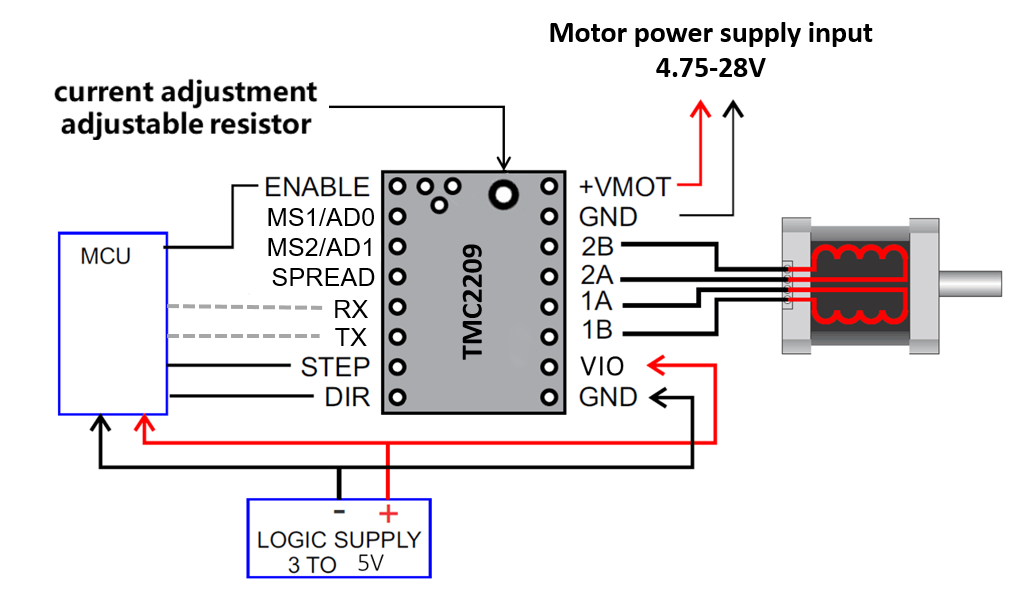 Motor power supply input
4.75-28V
current adjustment
adjustable resistor
ENABLE
MS1/AD0
MS2/AD1
SPREAD
RX
TX
STEP
DIR
MCU
TMC2209
+VMOT
GND
2B
2A
1A
1B
VIO
GND
- +
LOGIC SUPPLY
3 TO 5V